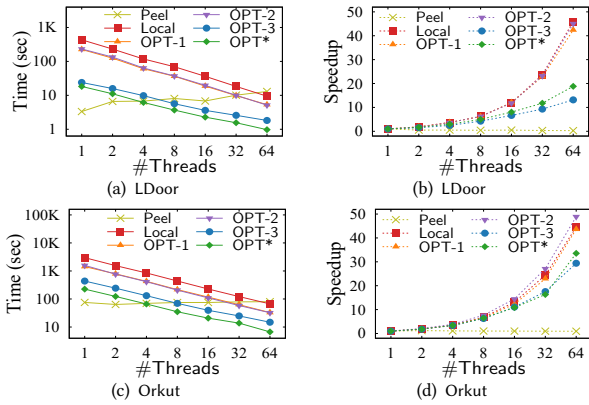 Time (sec)
1K
100
10
1
Peel
Local
OPT-1
OPT-2
OPT-3
OPT*
1 2 4 8 16 32 64
#Threads
(a) LDoor
Speedup
50
40
30
20
10
0
Peel
Local
OPT-1
OPT-2
OPT-3
OPT*
1 2 4 8 16 32 64
#Threads
(b) LDoor
Time (sec)
100K
10K
1K
100
10
Peel
Local
OPT-1
OPT-2
OPT-3
OPT*
1 2 4 8 16 32 64
#Threads
(c) Orkut
Speedup
50
40
30
20
10
0
Peel
Local
OPT-1
OPT-2
OPT-3
OPT*
1 2 4 8 16 32 64
#Threads
(d) Orkut